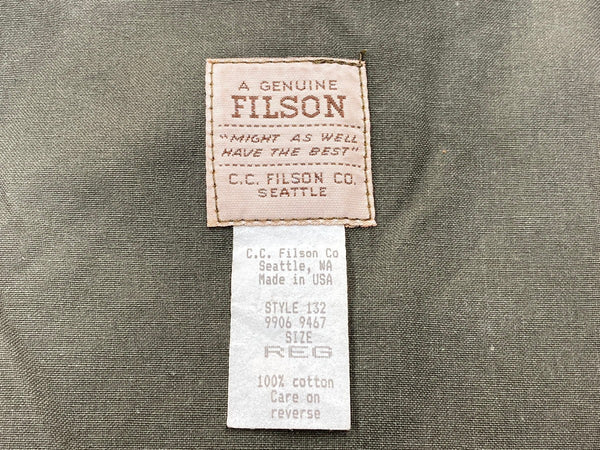 A GENUINE
FILSON
"MIGHT AS WELL
HAVE THE BEST"
C.C. FILSON CO.
SEATTLE
C.C. Filson Co
Seattle, WA
Made in USA
STYLE 132
9906 9467
SIZE
REG
100% cotton
Care on
reverse